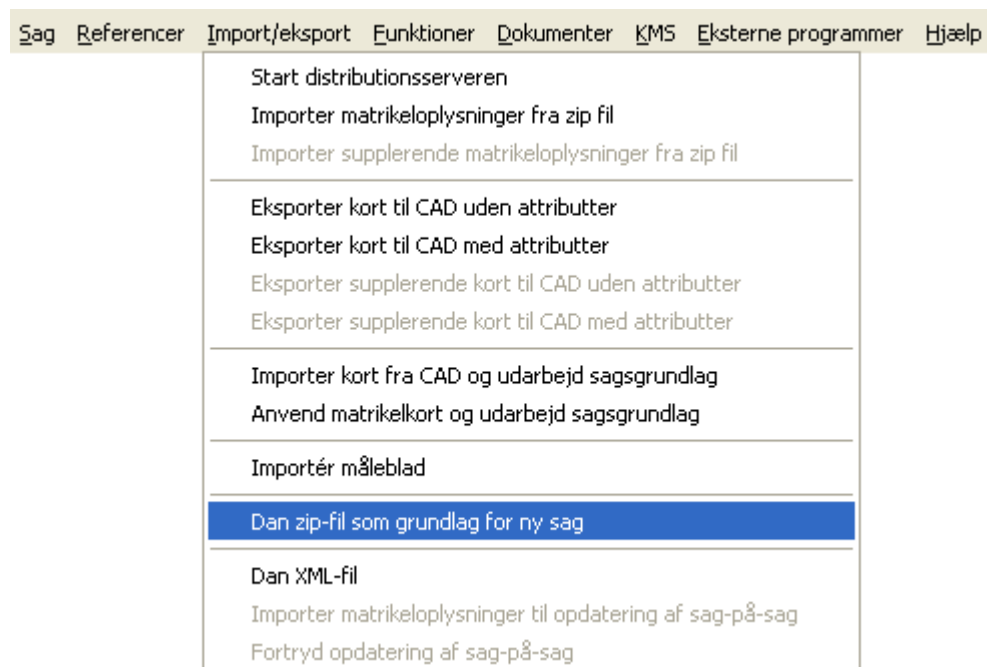 Sag Referencer Import/eksport Funktioner Dokumenter KMS Eksterne programmer Hjælp
Start distributionsserveren
Importer matrikeloplysninger fra zip fil
Importer supplerende matrikeloplysninger fra zip fil
Eksporter kort til CAD uden attributter
Eksporter kort til CAD med attributter
Eksporter supplerende kort til CAD uden attributter
Eksporter supplerende kort til CAD med attributter
Importer kort fra CAD og udarbejd sagsgrundlag
Anvend matrikelkort og udarbejd sagsgrundlag
Importér måleblad
Dan zip-fil som grundlag for ny sag
Dan XML-fil
Importer matrikeloplysninger til opdatering af sag-på-sag
Fortryd opdatering af sag-på-sag